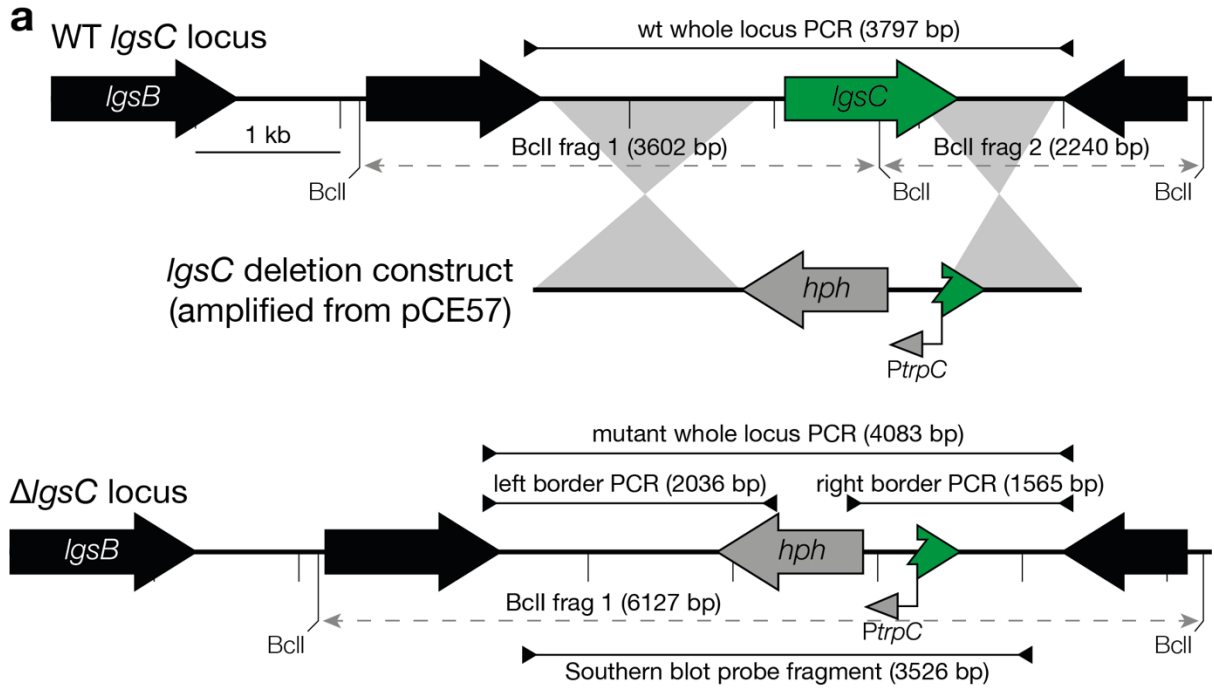 a
WT lgsC locus
wt whole locus PCR (3797 bp)
lgsB
lgsC
1 kb
BclI frag 1 (3602 bp)
BclI frag 2 (2240 bp)
BclI
BclI
BclI
lgsC deletion construct
(amplified from pCE57)
hph
PtrpC
mutant whole locus PCR (4083 bp)
ΔlgsC locus
left border PCR (2036 bp)
right border PCR (1565 bp)
lgsB
hph
BclI frag 1 (6127 bp)
PtrpC
BclI
BclI
Southern blot probe fragment (3526 bp)